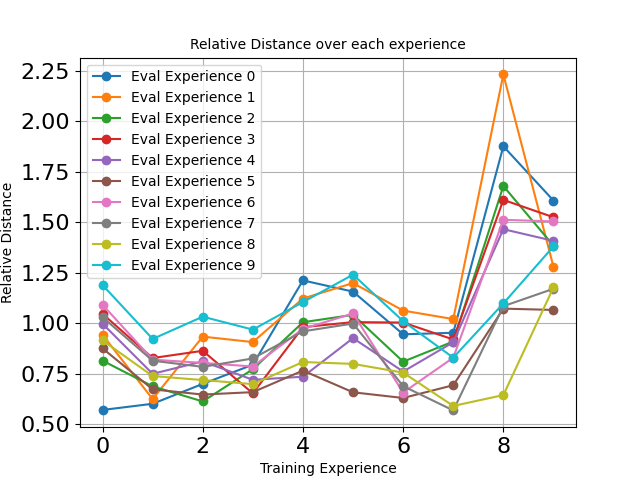 Relative Distance over each experience
Relative Distance
2.25
2.00
1.75
1.50
1.25
1.00
0.75
0.50
Eval Experience 0
Eval Experience 1
Eval Experience 2
Eval Experience 3
Eval Experience 4
Eval Experience 5
Eval Experience 6
Eval Experience 7
Eval Experience 8
Eval Experience 9
0 2 4 6 8
Training Experience